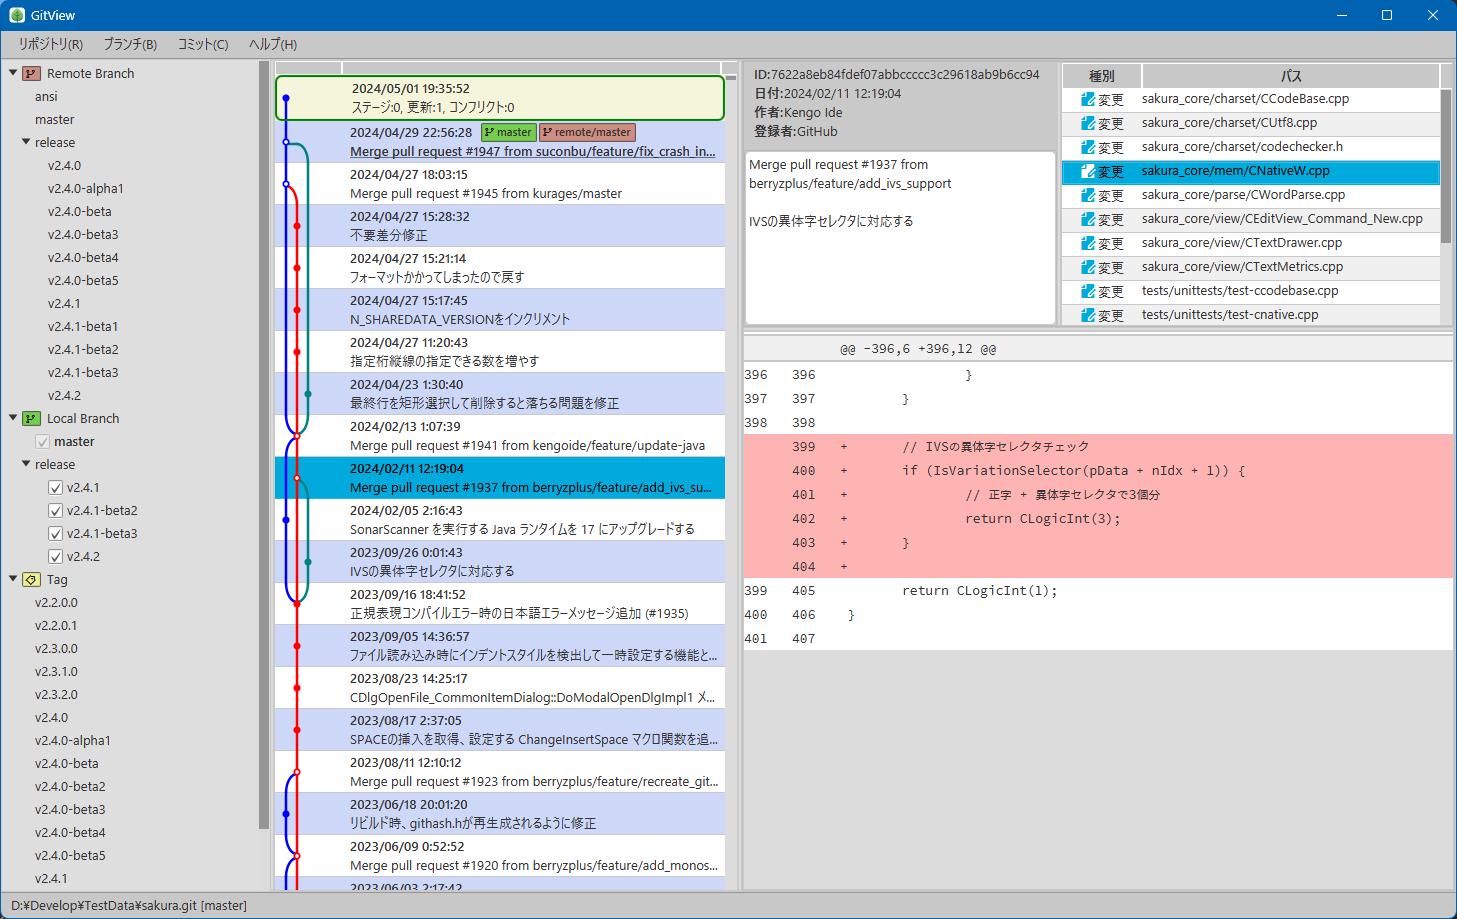 GitView
リポジトリ(R) ブランチ(B) コミット(C) ヘルプ(H)
Remote Branch
ansi
master
release
v2.4.0
v2.4.0-alpha1
v2.4.0-beta
v2.4.0-beta3
v2.4.0-beta4
v2.4.0-beta5
v2.4.1
v2.4.1-beta1
v2.4.1-beta2
v2.4.1-beta3
v2.4.2
Local Branch
master
release
v2.4.1
v2.4.1-beta2
v2.4.1-beta3
v2.4.2
Tag
v2.2.0.0
v2.2.0.1
v2.3.0.0
v2.3.1.0
v2.3.2.0
v2.4.0
v2.4.0-alpha1
v2.4.0-beta
v2.4.0-beta2
v2.4.0-beta3
v2.4.0-beta4
v2.4.0-beta5
v2.4.1
2024/05/01 19:35:52
ステージ:0, 更新:1, コンフリクト:0
2024/04/29 22:56:28 master remote/master
Merge pull request #1947 from suconbu/feature/fix_crash_in...
2024/04/27 18:03:15
Merge pull request #1945 from kurages/master
2024/04/27 15:28:32
不要差分修正
2024/04/27 15:21:14
フォーマットかかってしまったので戻す
2024/04/27 15:17:45
N_SHAREDATA_VERSIONをインクリメント
2024/04/27 11:20:43
指定桁縦線の指定できる数を増やす
2024/04/23 1:30:40
最終行を矩形選択して削除すると落ちる問題を修正
2024/02/13 1:07:39
Merge pull request #1941 from kengoide/feature/update-java
2024/02/11 12:19:04
Merge pull request #1937 from berryzplus/feature/add_ivs_su...
2024/02/05 2:16:43
SonarScanner を実行する Java ランタイムを 17 にアップグレードする
2023/09/26 0:01:43
IVSの異体字セレクタに対応する
2023/09/16 18:41:52
正規表現コンパイルエラー時の日本語エラーメッセージ追加 (#1935)
2023/09/05 14:36:57
ファイル読み込み時にインデントスタイルを検出して一時設定する機能と...
2023/08/23 14:25:17
CDlgOpenFile_CommonItemDialog::DoModalOpenDlgImpl1 メ...
2023/08/17 2:37:05
SPACEの挿入を取得、設定する ChangeInsertSpace マクロ関数を追...
2023/08/11 12:10:12
Merge pull request #1923 from berryzplus/feature/recreate_git...
2023/06/18 20:01:20
リビルド時、githash.hが再生成されるように修正
2023/06/09 0:52:52
Merge pull request #1920 from berryzplus/feature/add_monos...
2023/06/03 2:17:42
ID:7622a8eb84fdef07abbccccc3c29618ab9b6cc94
日付:2024/02/11 12:19:04
作者:Kengo Ide
登録者:GitHub
Merge pull request #1937 from
berryzplus/feature/add_ivs_support
IVSの異体字セレクタに対応する
種別 パス
変更 sakura_core/charset/CCodeBase.cpp
変更 sakura_core/charset/CUtf8.cpp
変更 sakura_core/charset/codechecker.h
変更 sakura_core/mem/CNativeW.cpp
変更 sakura_core/parse/CWordParse.cpp
変更 sakura_core/view/CEditView_Command_New.cpp
変更 sakura_core/view/CTextDrawer.cpp
変更 sakura_core/view/CTextMetrics.cpp
変更 tests/unittests/test-ccodebase.cpp
変更 tests/unittests/test-cnative.cpp
@@ -396,6 +396,12 @@
396 396 }
397 397 }
398 398
399 + // IVSの異体字セレクタチェック
400 + if (IsVariationSelector(pData + nIdx + 1)) {
401 + // 正字 + 異体字セレクタで3個分
402 + return CLogicInt(3);
403 + }
404 +
399 405 return CLogicInt(1);
400 406 }
401 407
D:¥Develop¥TestData¥sakura.git [master]